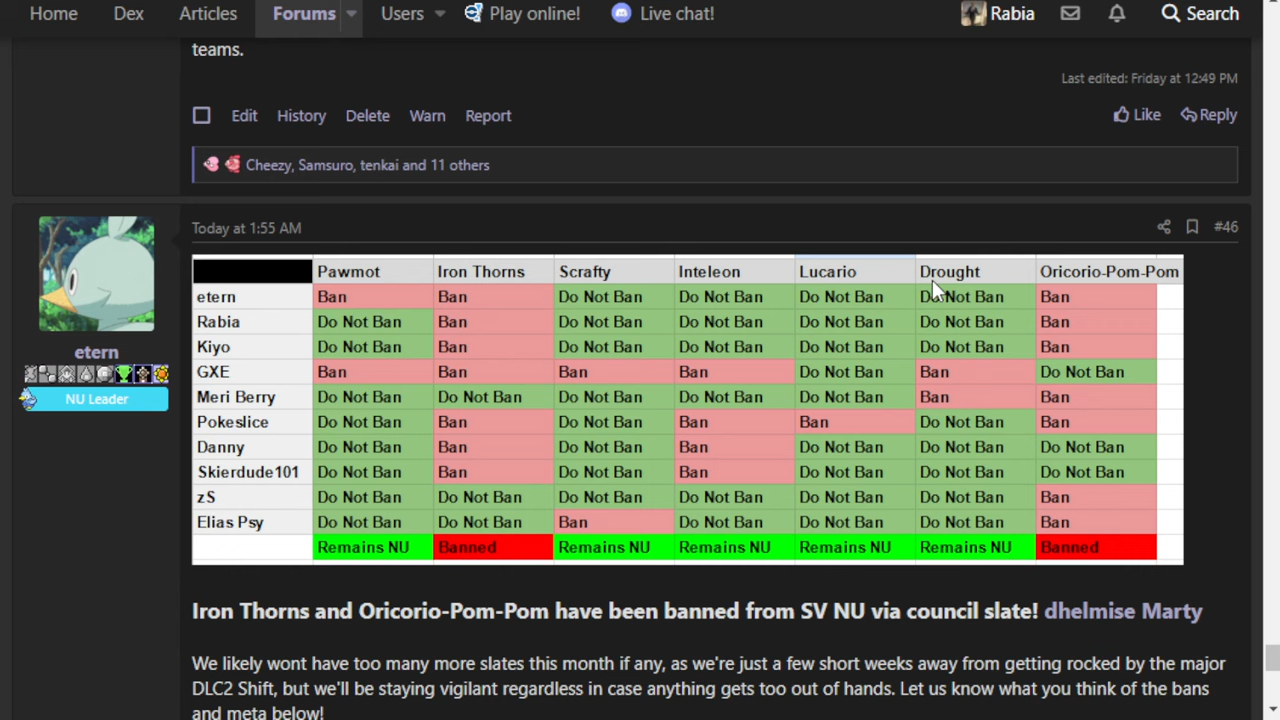 Home Dex Articles Forums Users Play online! Live chat! Rabia Search
teams.
Last edited: Friday at 12:49 PM
Edit History Delete Warn Report Like Reply
Cheezy, Samsuro, tenkai and 11 others
Today at 1:55 AM #46
Pawmot Iron Thorns Scrafty Inteleon Lucario Drought Oricorio-Pom-Pom
etern Ban Ban Do Not Ban Do Not Ban Do Not Ban Do Not Ban Ban
Rabia Do Not Ban Ban Do Not Ban Do Not Ban Do Not Ban Do Not Ban Ban
Kiyo Do Not Ban Ban Do Not Ban Do Not Ban Do Not Ban Do Not Ban Ban
GXE Ban Ban Ban Ban Do Not Ban Ban Do Not Ban
Meri Berry Do Not Ban Do Not Ban Do Not Ban Do Not Ban Do Not Ban Ban Ban
Pokeslice Do Not Ban Ban Do Not Ban Ban Ban Do Not Ban Ban
Danny Do Not Ban Ban Do Not Ban Ban Do Not Ban Do Not Ban Do Not Ban
Skierdude101 Do Not Ban Ban Do Not Ban Ban Do Not Ban Do Not Ban Do Not Ban
zS Do Not Ban Do Not Ban Do Not Ban Do Not Ban Do Not Ban Do Not Ban Ban
Elias Psy Do Not Ban Do Not Ban Ban Do Not Ban Do Not Ban Do Not Ban Ban
Remains NU Banned Remains NU Remains NU Remains NU Remains NU Banned
etern
NU Leader
Iron Thorns and Oricorio-Pom-Pom have been banned from SV NU via council slate! dhelmise Marty
We likely wont have too many more slates this month if any, as we're just a few short weeks away from getting rocked by the major
DLC2 Shift, but we'll be staying vigilant regardless in case anything gets too out of hands. Let us know what you think of the bans
and meta below!